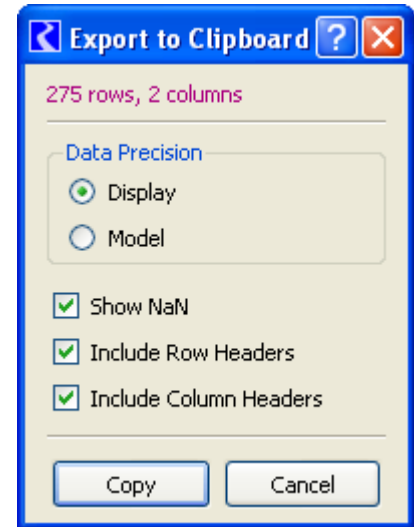 Export to Clipboard ?
275 rows, 2 columns
Data Precision
Display
Model
Show NaN
Include Row Headers
Include Column Headers
Copy Cancel